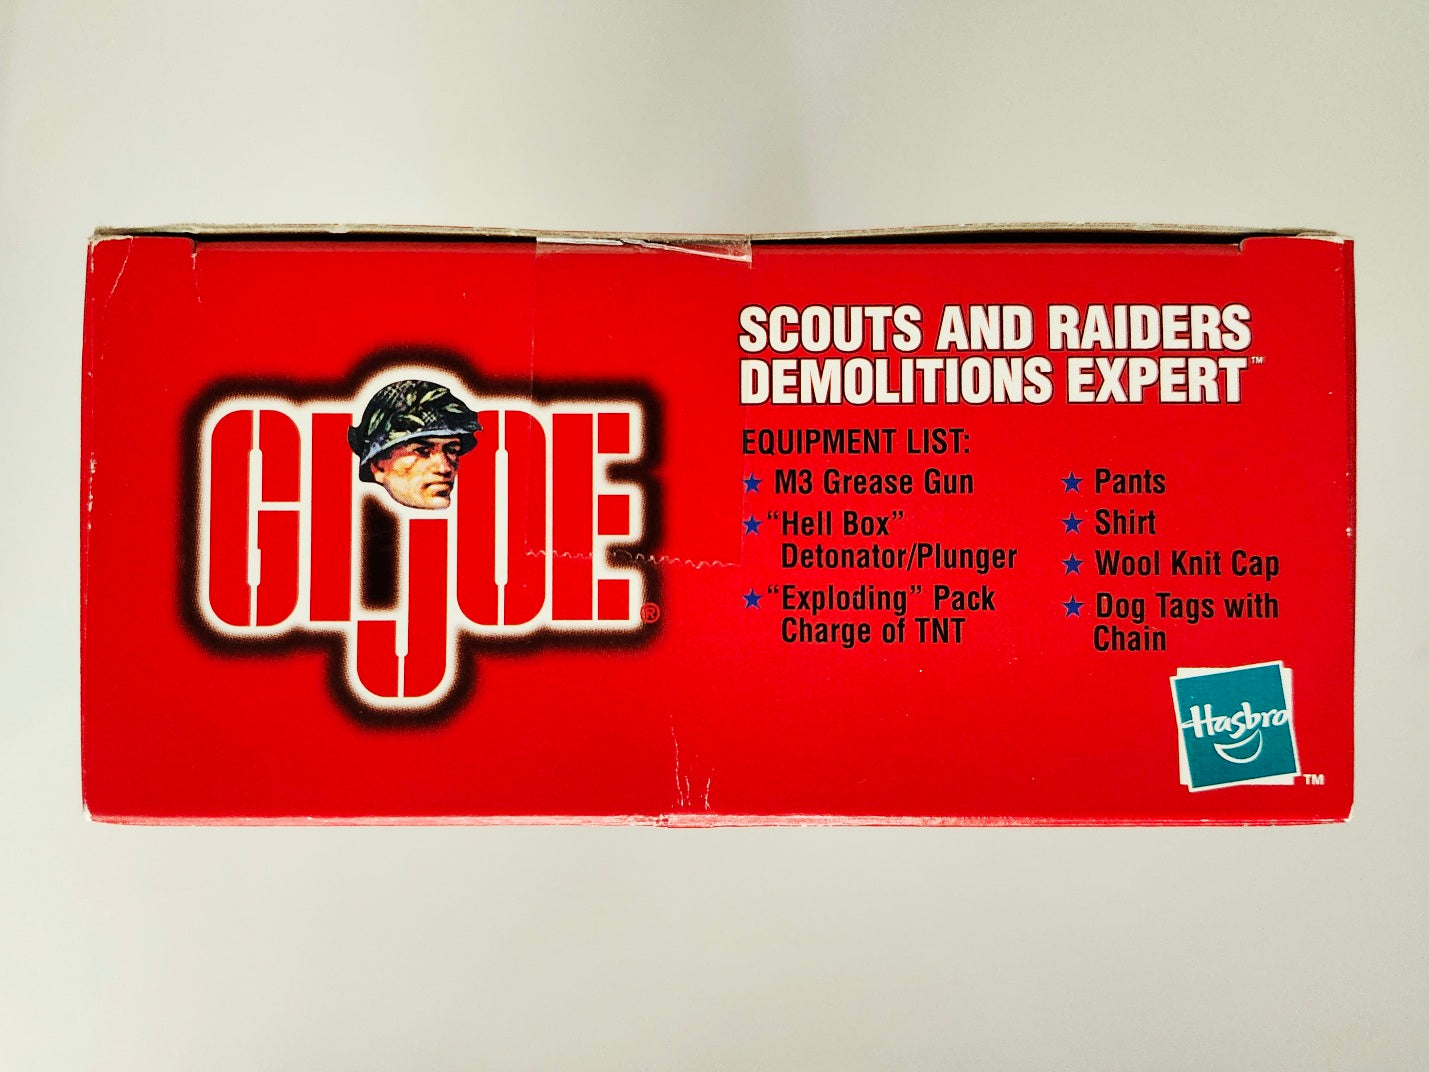 GI JOE ®
SCOUTS AND RAIDERS
DEMOLITIONS EXPERT™
EQUIPMENT LIST:
★ M3 Grease Gun
★ “Hell Box”
Detonator/Plunger
★ “Exploding” Pack
Charge of TNT
★ Pants
★ Shirt
★ Wool Knit Cap
★ Dog Tags with
Chain
Hasbro
TM